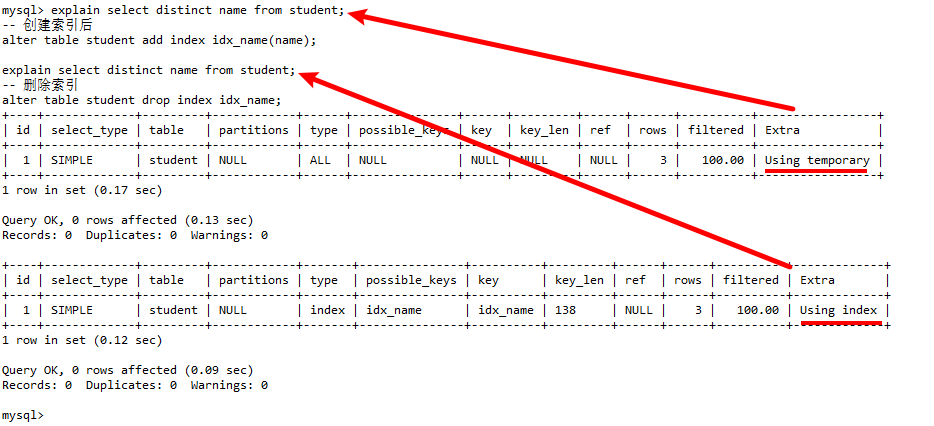 mysql> explain select distinct name from student;
-- 创建索引后
alter table student add index idx_name(name);
explain select distinct name from student;
-- 删除索引
alter table student drop index idx_name;
+----+-------------+---------+------------+------+---------------+------+---------+------+------+----------+-----------------+
| id | select_type | table   | partitions | type | possible_keys | key  | key_len | ref  | rows | filtered | Extra           |
+----+-------------+---------+------------+------+---------------+------+---------+------+------+----------+-----------------+
|  1 | SIMPLE      | student | NULL       | ALL  | NULL          | NULL | NULL    | NULL |    3 |   100.00 | Using temporary |
+----+-------------+---------+------------+------+---------------+------+---------+------+------+----------+-----------------+
1 row in set (0.17 sec)
Query OK, 0 rows affected (0.13 sec)
Records: 0  Duplicates: 0  Warnings: 0
+----+-------------+---------+------------+-------+---------------+----------+---------+------+------+----------+-------------+
| id | select_type | table   | partitions | type  | possible_keys | key      | key_len | ref  | rows | filtered | Extra       |
+----+-------------+---------+------------+-------+---------------+----------+---------+------+------+----------+-------------+
|  1 | SIMPLE      | student | NULL       | index | idx_name      | idx_name | 138     | NULL |    3 |   100.00 | Using index |
+----+-------------+---------+------------+-------+---------------+----------+---------+------+------+----------+-------------+
1 row in set (0.12 sec)
Query OK, 0 rows affected (0.09 sec)
Records: 0  Duplicates: 0  Warnings: 0
mysql>